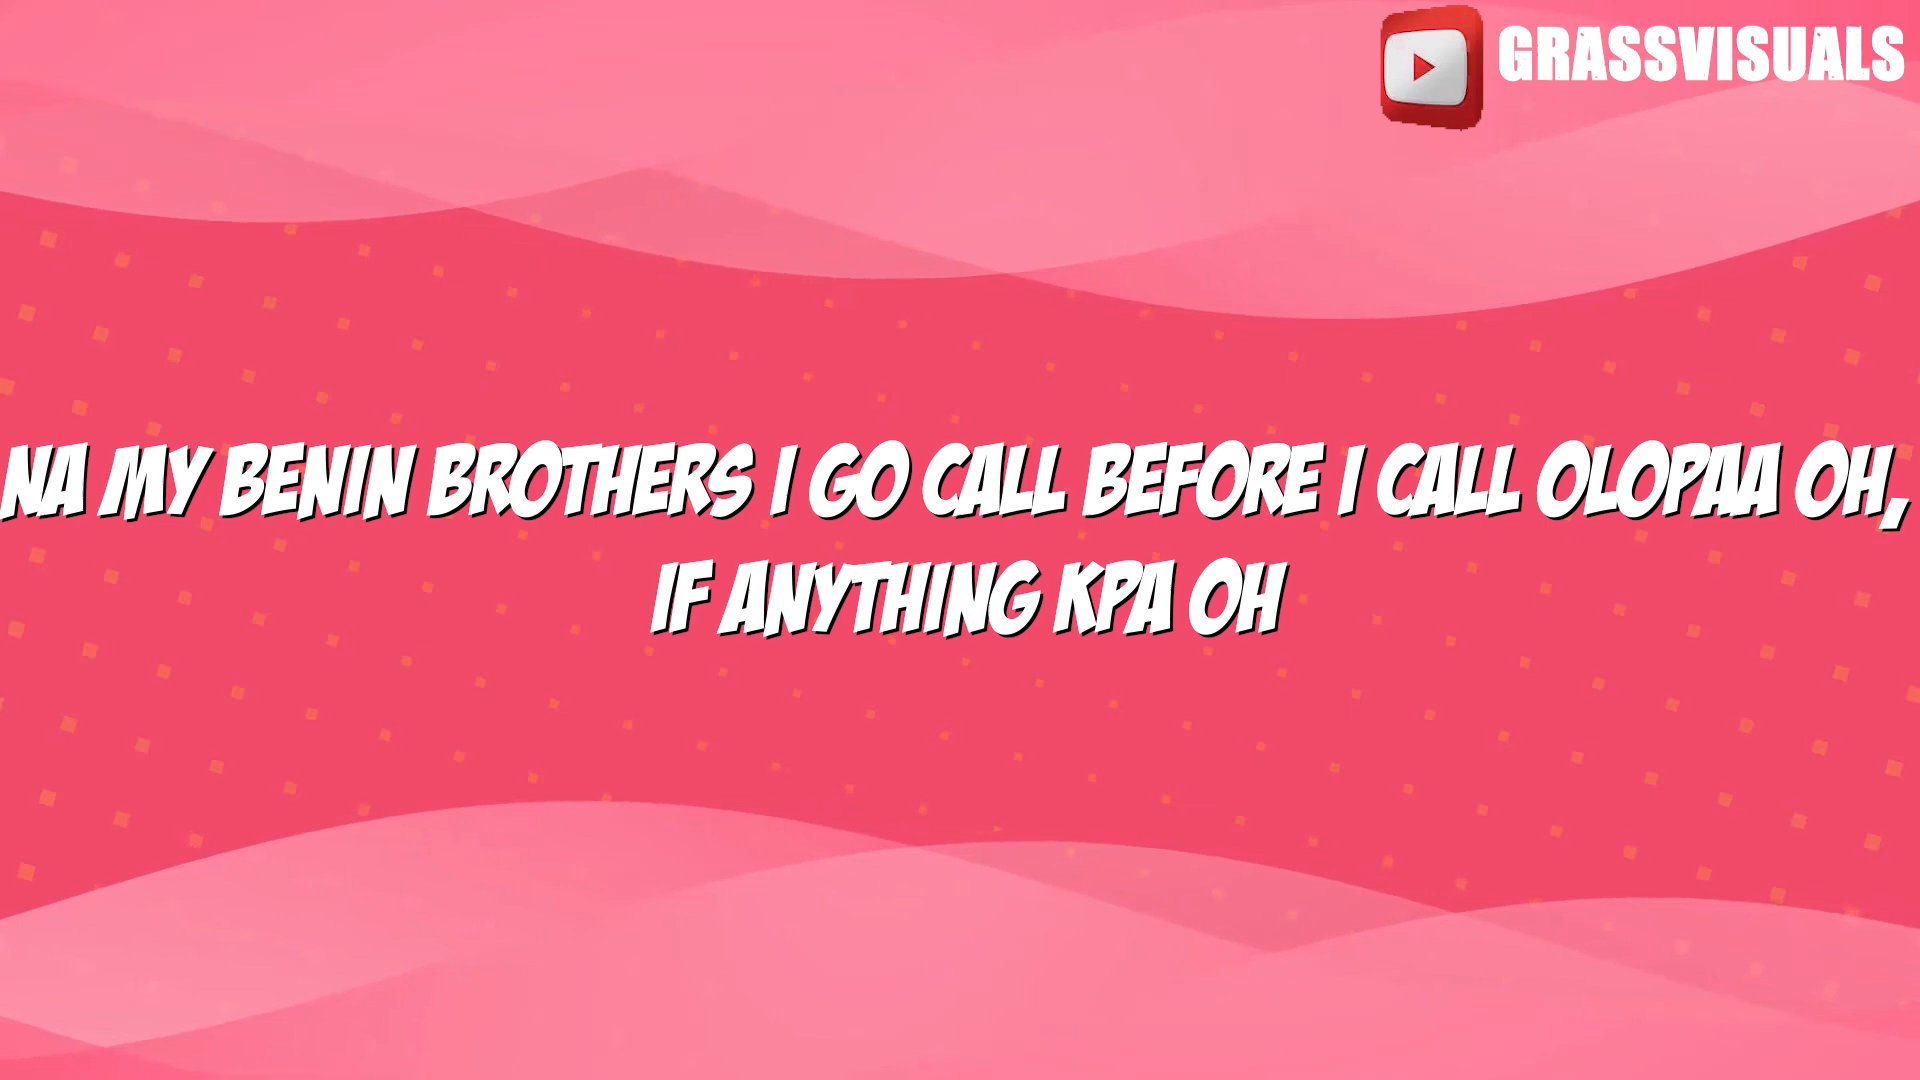 GRASSVISUALS
NA MY BENIN BROTHERS I GO CALL BEFORE I CALL OLOPAA OH,
IF ANYTHING KPA OH